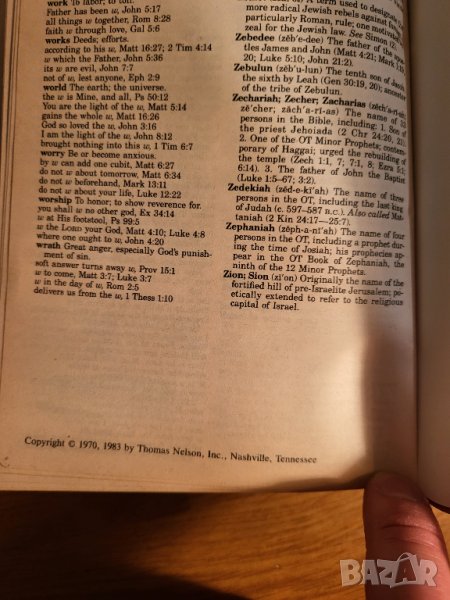 work To labor; to toil.
Father has been w, John 5:17
all things w together, Rom 8:28
faith w through love, Gal 5:6
works Deeds; efforts.
according to his w, Matt 16:27; 2 Tim 4:14
w which the Father, John 5:36
its w are evil, John 7:7
not of w, lest anyone, Eph 2:9
world The earth; the universe.
the w is Mine, and all, Ps 50:12
You are the light of the w, Matt 5:14
gains the whole w, Matt 16:26
God so loved the w, John 3:16
I am the light of the w, John 8:12
brought nothing into this w, 1 Tim 6:7
worry Be or become anxious.
by w can add one cubit, Matt 6:27
do not w about tomorrow, Matt 6:34
do not w beforehand, Mark 13:11
do not w about your life, Luke 12:22
worship To honor; to show reverence for.
you shall w no other god, Ex 34:14
w at His footstool, Ps 99:5
w the LORD your God, Matt 4:10; Luke 4:8
where one ought to w, John 4:20
wrath Great anger, especially God's punish-
ment of sin.
soft answer turns away w, Prov 15:1
w to come, Matt 3:7; Luke 3:7
w in the day of w, Rom 2:5
delivers us from the w, 1 Thess 1:10
A term used to designate
more radical Jewish rebels against
particularly Roman, rule; one motivated
zeal for the Jewish law. See Simon (2).
Zebedee (zĕb'e-dee) The father of the apos-
tles James and John (Matt 4:21; Mark
20; Luke 5:10; John 21:2).
Zebulun (zĕb'u-lun) The tenth son of Jacob,
the sixth by Leah (Gen 30:19, 20); ancestor
of the tribe of Zebulun.
Zechariah; Zecher; Zacharias
The name of
persons in the Bible, including: 1. Son of
the priest Jehoiada (2 Chr 24:20, 21).
2. One of the OT Minor Prophets; contem-
porary of Haggai; urged the rebuilding of
the temple (Zech 1:1, 7; 7:1, 8; Ezra 5:1;
6:14). 3. The father of John the Baptist
(Luke 1:5–67; 3:2).
Zedekiah (zĕd-e-kī'ah) The name of three
persons in the OT, including the last king
of Judah (c. 597–587 B.C.). Also called Mat-
taniah (2 Kin 24:17—25:7).
Zephaniah (zĕph-a-nī'ah) The name of four
persons in the OT, including a prophet dur-
ing the time of Josiah; his prophecies ap-
pear in the OT Book of Zephaniah, the
ninth of the 12 Minor Prophets.
Zion; Sion (zī'on) Originally the name of the
fortified hill of pre-Israelite Jerusalem; po-
etically extended to refer to the religious
capital of Israel.
Copyright © 1970, 1983 by Thomas Nelson, Inc., Nashville, Tennessee
BAZAR